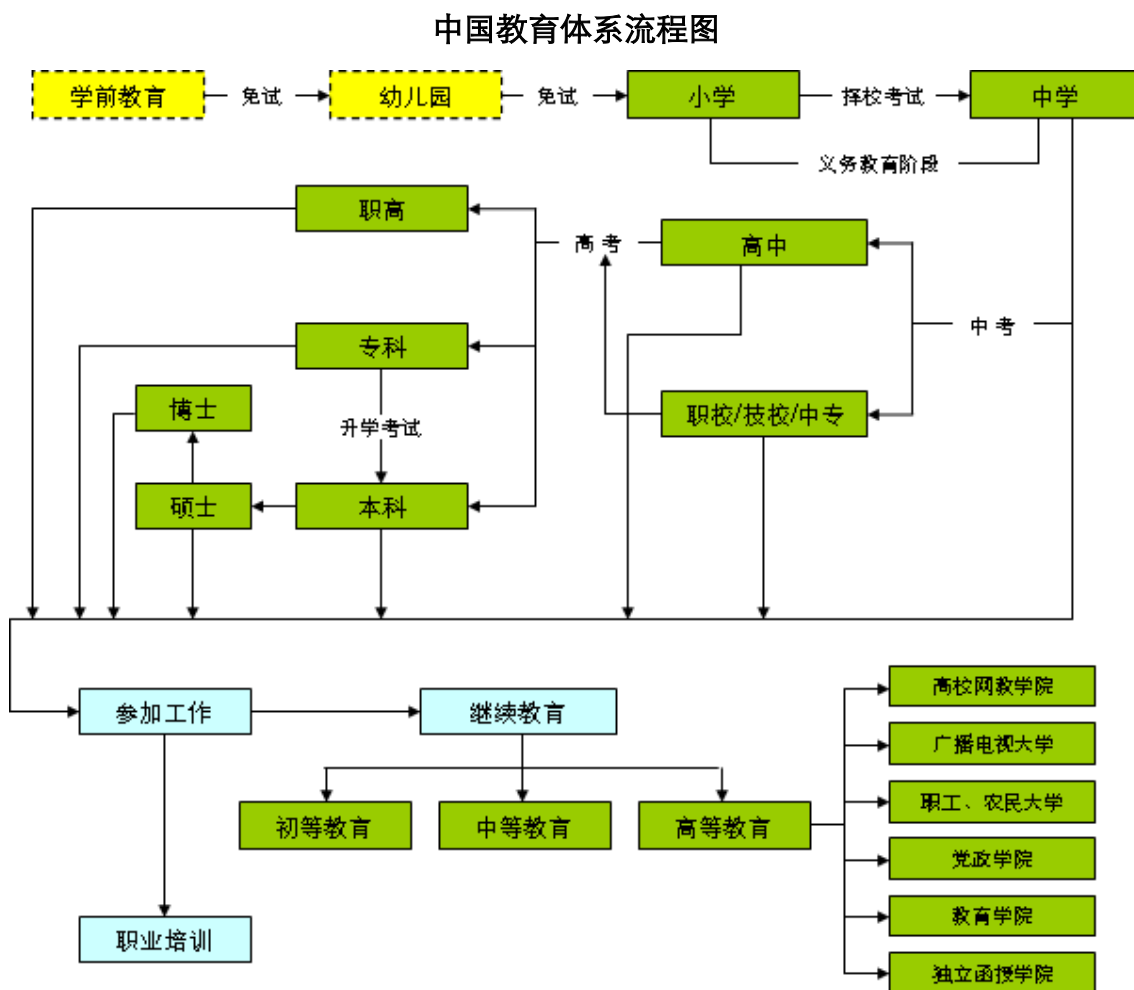 中国教育体系流程图
学前教育
免试
幼儿园
免试
小学
择校考试
中学
义务教育阶段
职高
高考
高中
中考
专科
博士
升学考试
职校/技校/中专
硕士
本科
参加工作
继续教育
高校网教学院
广播电视大学
初等教育
中等教育
高等教育
职工、农民大学
党政学院
教育学院
职业培训
独立函授学院